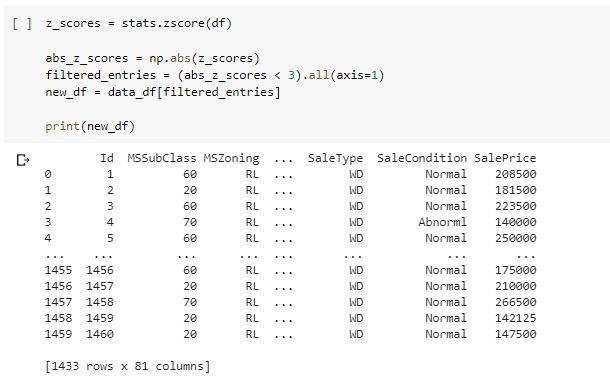 [ ] z_scores = stats.zscore(df)
abs_z_scores = np.abs(z_scores)
filtered_entries = (abs_z_scores < 3).all(axis=1)
new_df = data_df[filtered_entries]
print(new_df)
Id MSSubClass MSZoning ... SaleType SaleCondition SalePrice
0 1 60 RL ... WD Normal 208500
1 2 20 RL ... WD Normal 181500
2 3 60 RL ... WD Normal 223500
3 4 70 RL ... WD Abnorml 140000
4 5 60 RL ... WD Normal 250000
... ... ... ... ... ... ... ...
1455 1456 60 RL ... WD Normal 175000
1456 1457 20 RL ... WD Normal 210000
1457 1458 70 RL ... WD Normal 266500
1458 1459 20 RL ... WD Normal 142125
1459 1460 20 RL ... WD Normal 147500
[1433 rows x 81 columns]